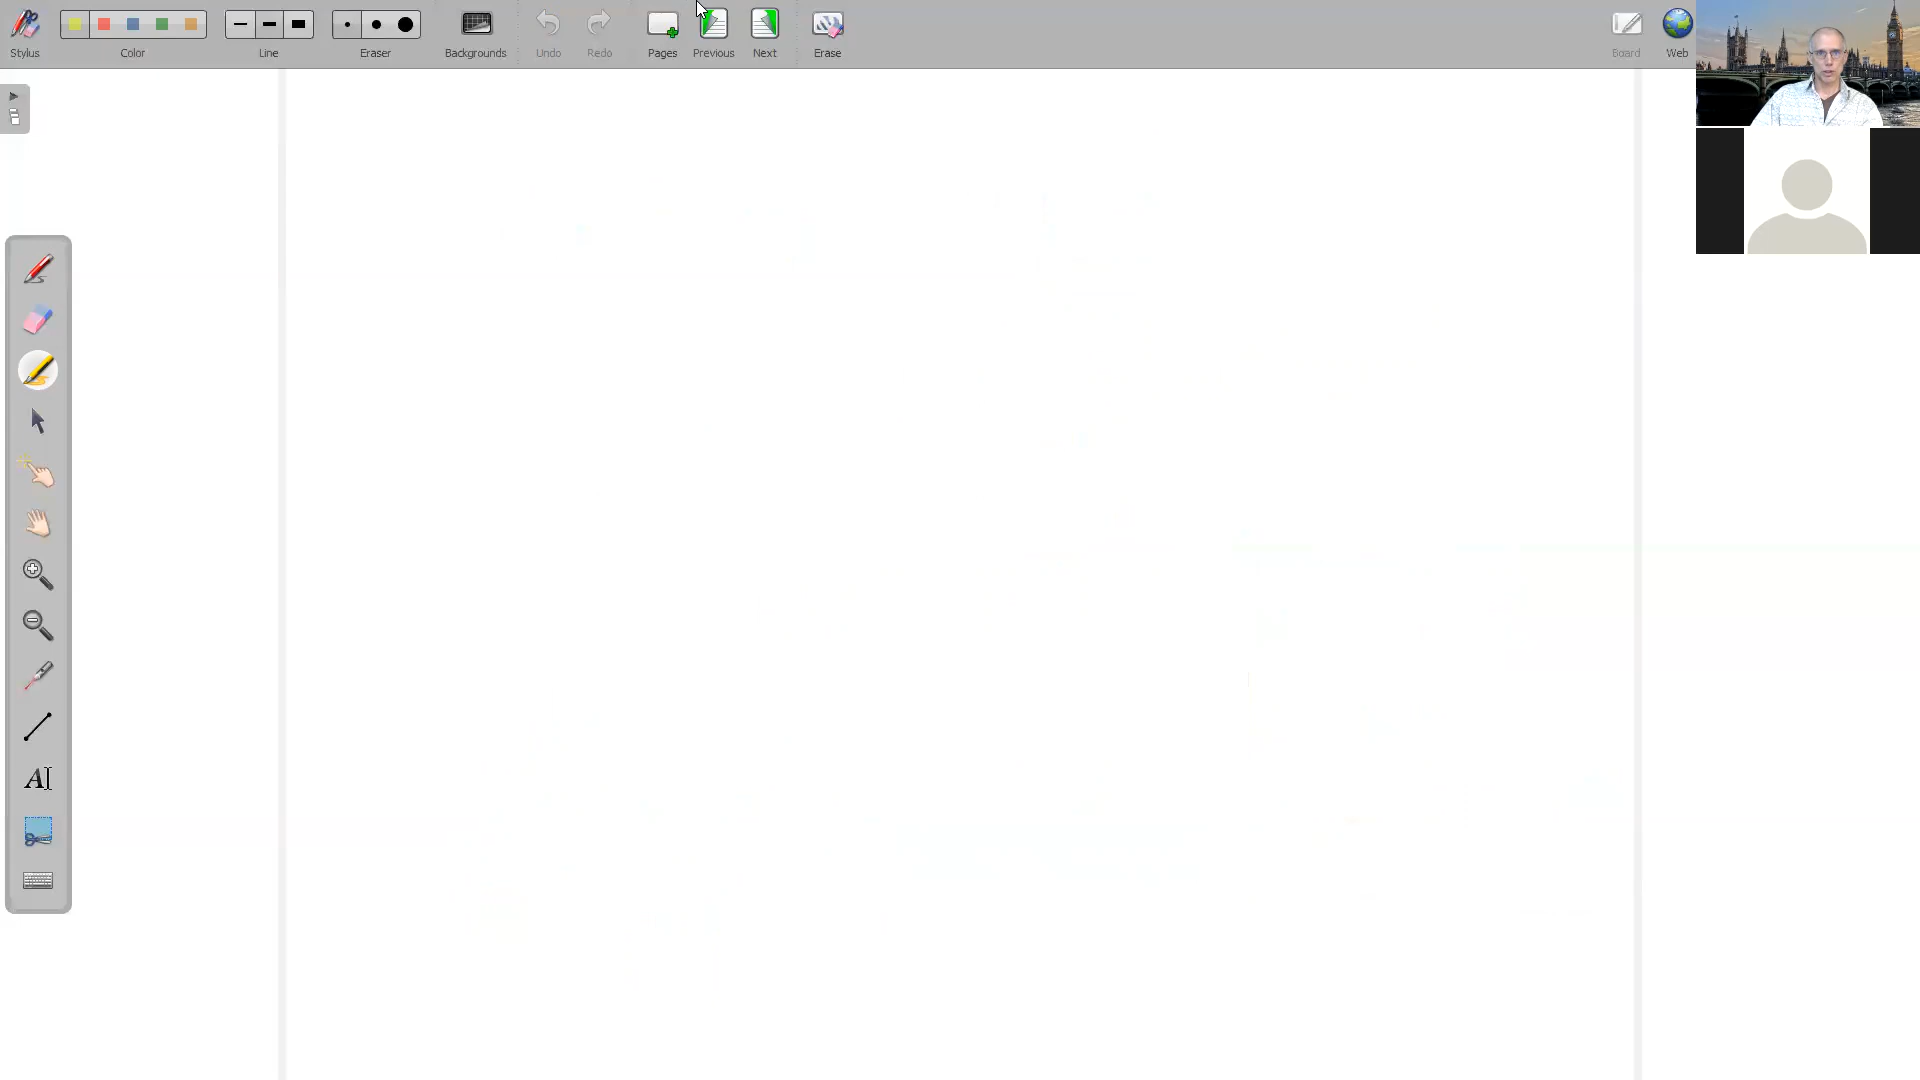 Stylus
Color
Line
Eraser
Backgrounds
Undo
Redo
Pages
Previous
Next
Erase
Board
Web
A